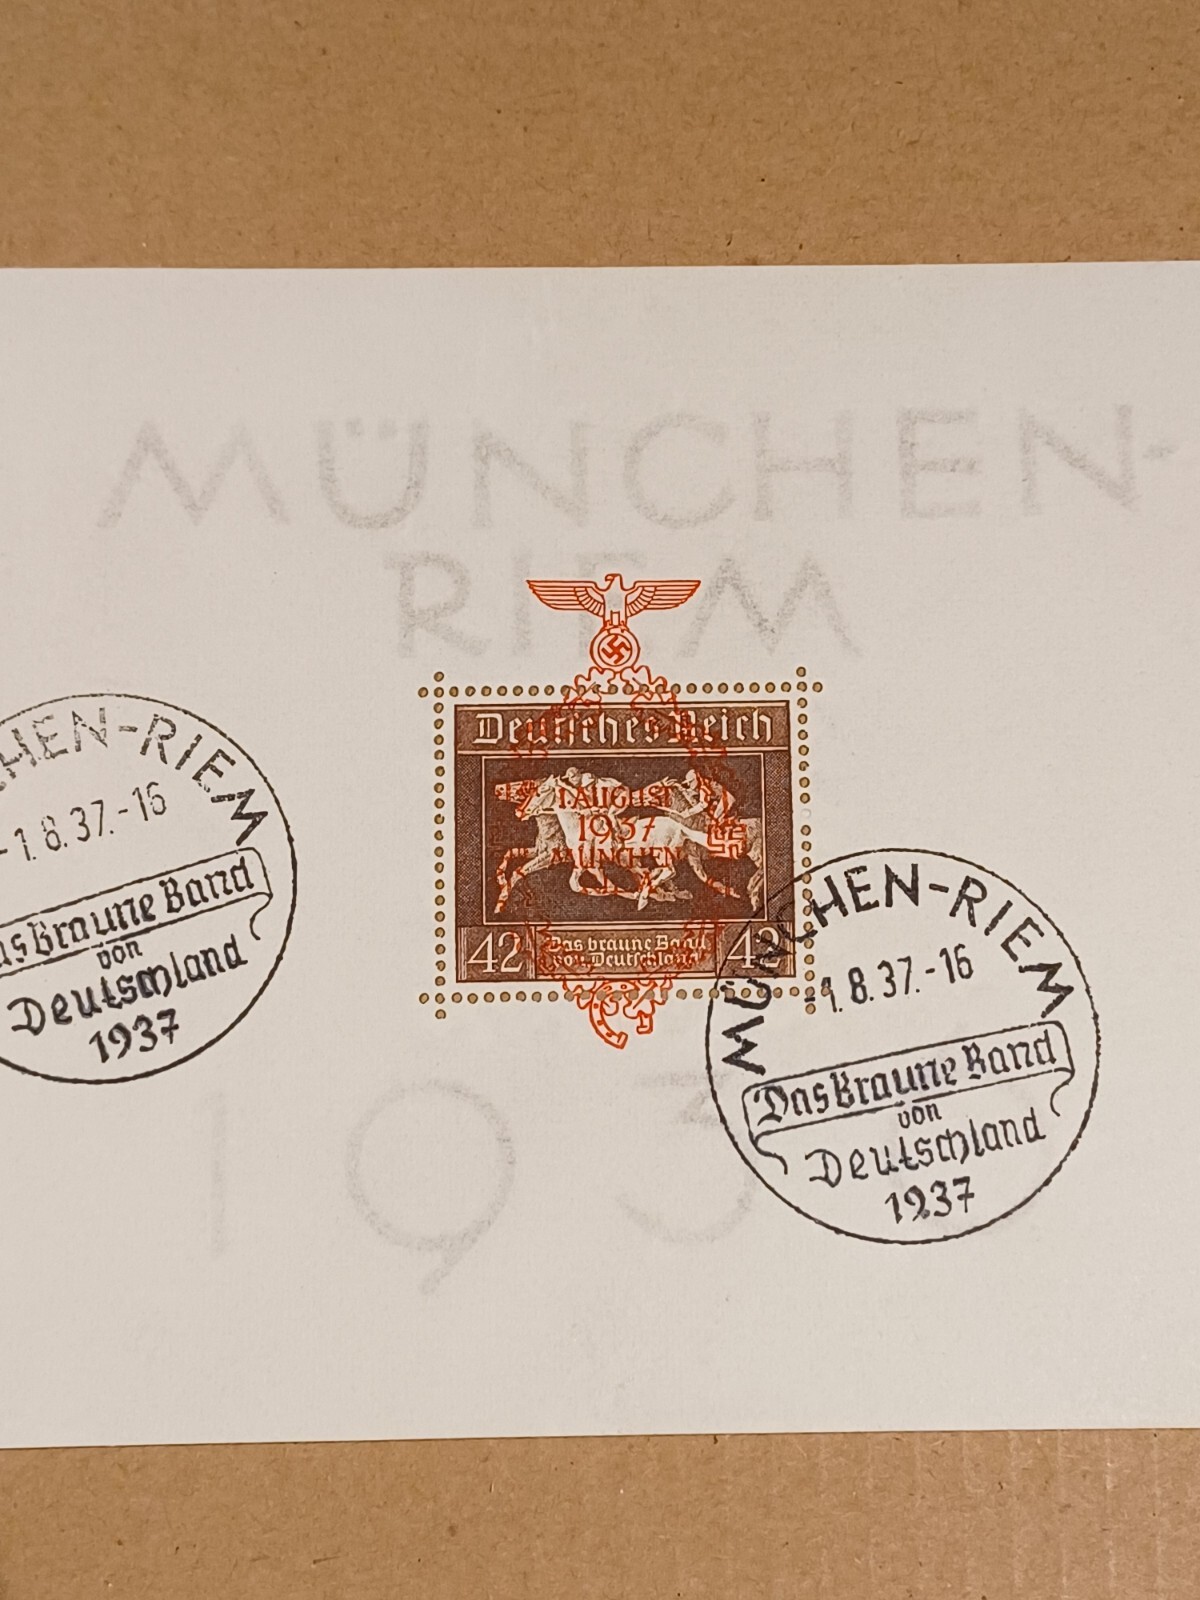 MÜNCHEN-
RIEM
Deutsches Reich
1. AUGUST
1937
MÜNCHEN
42 Das braune Band 42
von Deutschland
1937
HEN-RIEM
-1.8.37.-16
as Braune Band
von
Deutschland
1937
MÜNCHEN-RIEM
-1.8.37.-16
Das Braune Band
von
Deutschland
1937